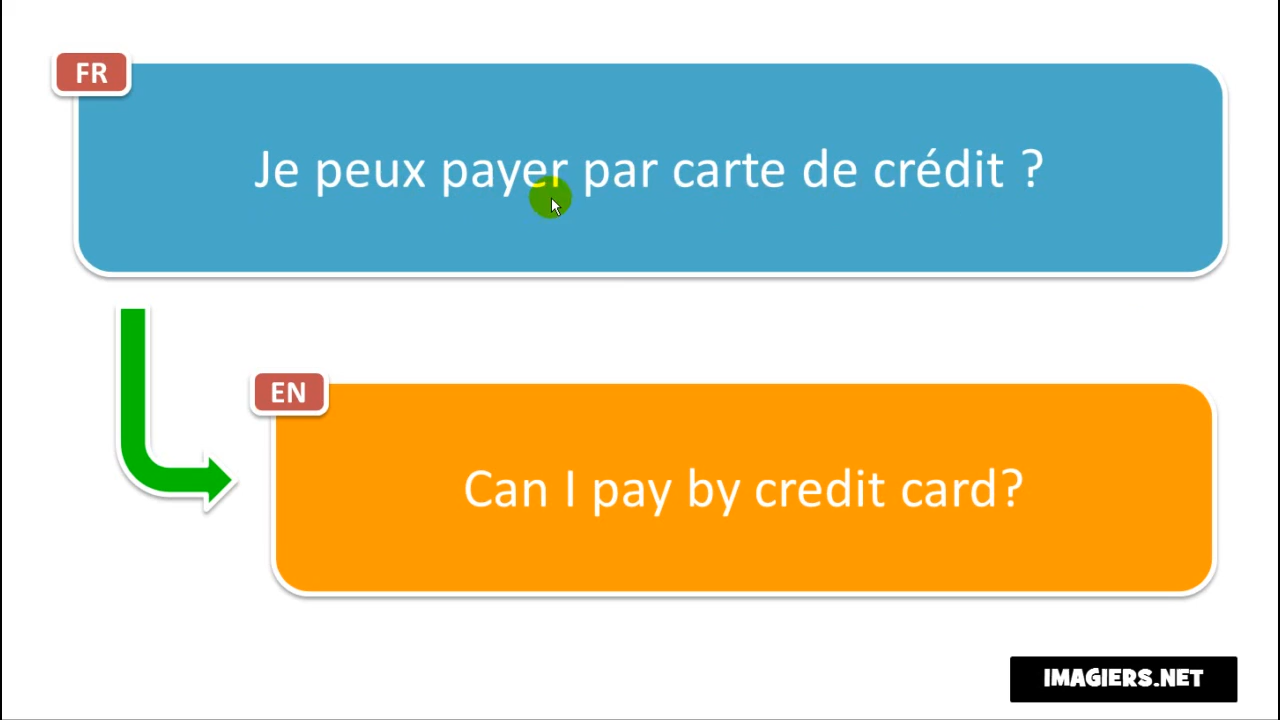 FR
Je peux payer par carte de crédit ?
EN
Can I pay by credit card?
IMAGIERS.NET